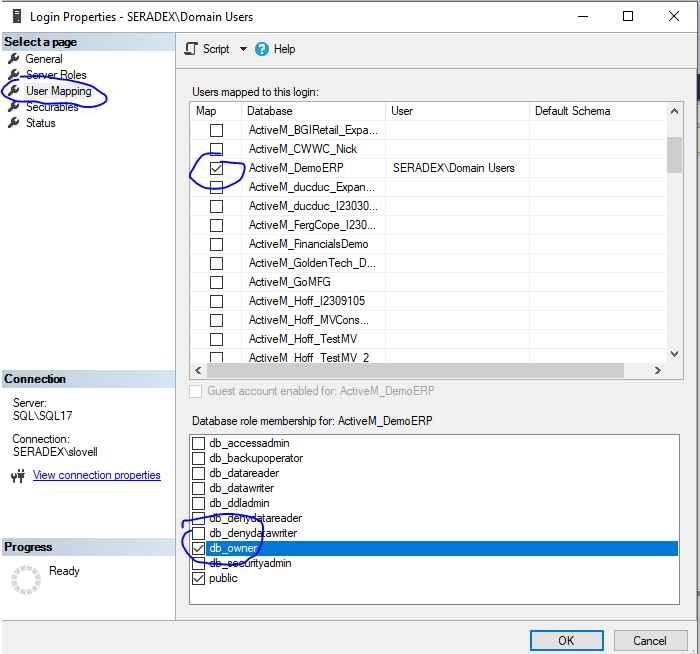 Login Properties - SERADEX\Domain Users
Select a page
General
Server Roles
User Mapping
Securables
Status
Script Help
Users mapped to this login:
Map Database User Default Schema
ActiveM_BGIRetail_Expa...
ActiveM_CWWC_Nick
ActiveM_DemoERP SERADEX\Domain Users
ActiveM_ducduc_Expan...
ActiveM_ducduc_I23030...
ActiveM_FergCope_I230...
ActiveM_FinancialsDemo
ActiveM_GoldenTech_D...
ActiveM_GoMFG
ActiveM_Hoff_I2309105
ActiveM_Hoff_MVCons...
ActiveM_Hoff_TestMV
ActiveM_Hoff_TestMV_2
Guest account enabled for: ActiveM_DemoERP
Connection
Server:
SQL\SQL17
Connection:
SERADEX\slovell
View connection properties
Database role membership for: ActiveM_DemoERP
db_accessadmin
db_backupoperator
db_datareader
db_datawriter
db_ddladmin
db_denydatareader
db_denydatawriter
db_owner
db_securityadmin
public
Progress
Ready
OK Cancel